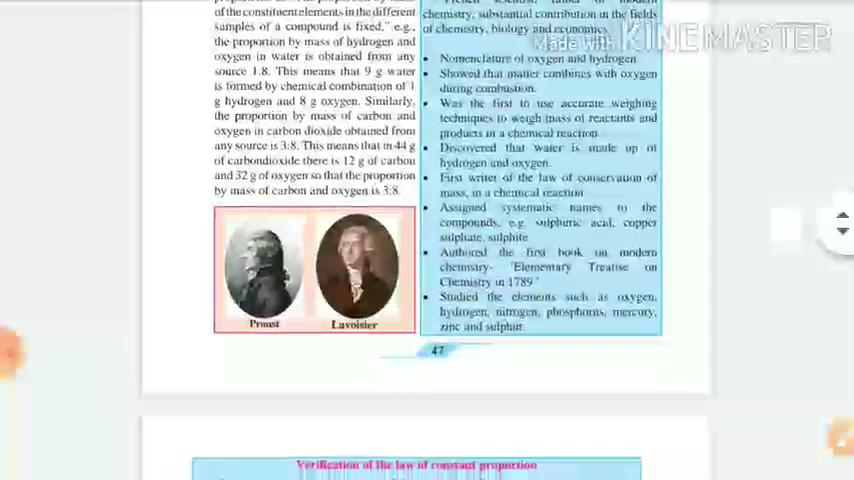 of the constituent elements in the different
samples of a compound is fixed," e.g.,
the proportion by mass of hydrogen and
oxygen in water is obtained from any
source 1:8. This means that 9 g water
is formed by chemical combination of 1
g hydrogen and 8 g oxygen. Similarly,
the proportion by mass of carbon and
oxygen in carbon dioxide obtained from
any source is 3:8. This means that in 44 g
of carbondioxide there is 12 g of carbon
and 32 g of oxygen so that the proportion
by mass of carbon and oxygen is 3:8.
Proust
Lavoisier
chemistry, substantial contribution in the fields
of chemistry, biology and economics.
Made with KINEMASTER
• Nomenclature of oxygen and hydrogen
• Showed that matter combines with oxygen
during combustion.
• Was the first to use accurate weighing
techniques to weigh mass of reactants and
products in a chemical reaction
• Discovered that water is made up of
hydrogen and oxygen.
• First writer of the law of conservation of
mass, in a chemical reaction
• Assigned systematic names to the
compounds, e.g. sulphuric acid, copper
sulphate, sulphite
• Authored the first book on modern
chemistry- 'Elementary Treatise on
Chemistry in 1789 '
• Studied the elements such as oxygen,
hydrogen, nitrogen, phosphorus, mercury,
zinc and sulphur.
47
Verification of the law of constant proportion